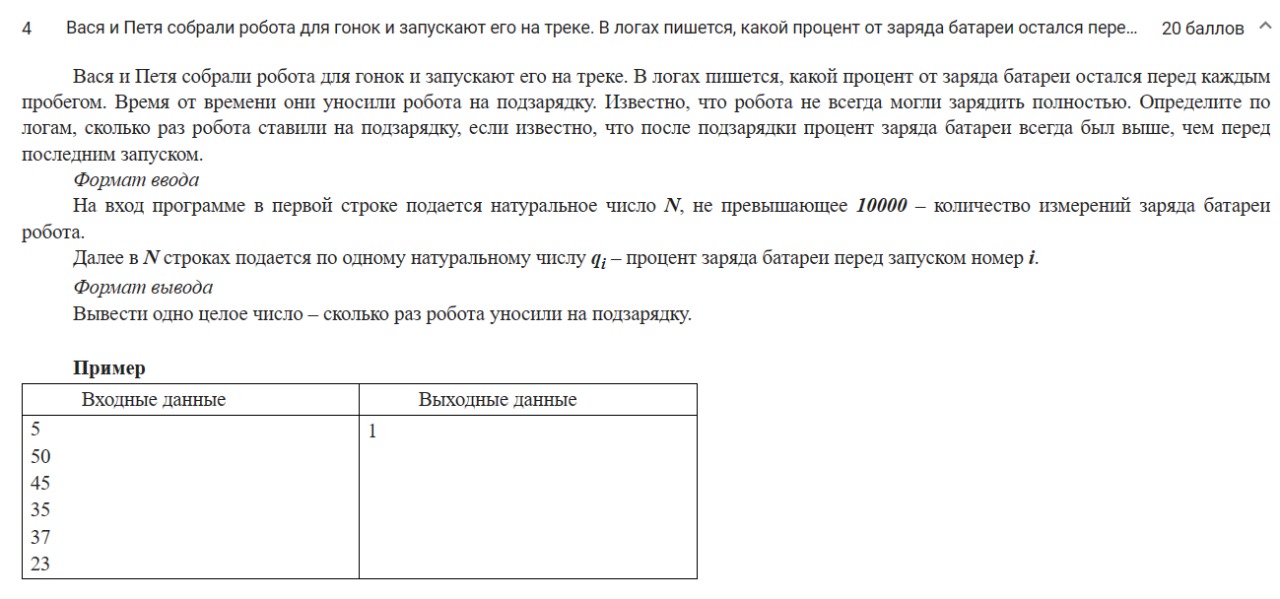 4 Вася и Петя собрали робота для гонок и запускают его на треке. В логах пишется, какой процент от заряда батареи остался пере... 20 баллов
Вася и Петя собрали робота для гонок и запускают его на треке. В логах пишется, какой процент от заряда батареи остался перед каждым
пробегом. Время от времени они уносили робота на подзарядку. Известно, что робота не всегда могли зарядить полностью. Определите по
логам, сколько раз робота ставили на подзарядку, если известно, что после подзарядки процент заряда батареи всегда был выше, чем перед
последним запуском.
Формат ввода
На вход программе в первой строке подается натуральное число N, не превышающее 10000 – количество измерений заряда батареи
робота.
Далее в N строках подается по одному натуральному числу qi – процент заряда батареи перед запуском номер i.
Формат вывода
Вывести одно целое число – сколько раз робота уносили на подзарядку.
Пример
Входные данные Выходные данные
5 1
50
45
35
37
23